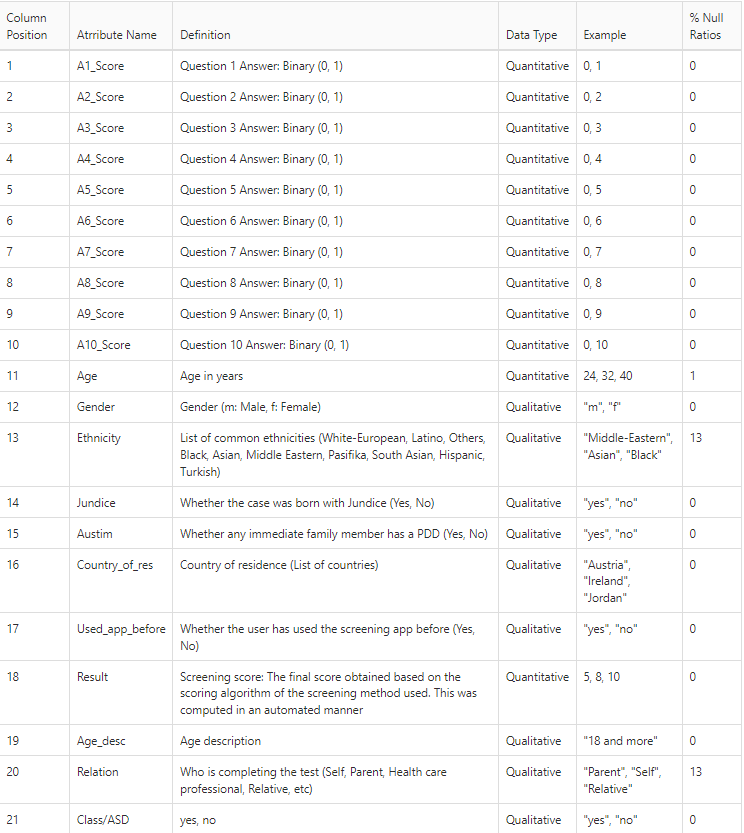 Column Position Atrribute Name Definition Data Type Example % Null Ratios
1 A1_Score Question 1 Answer: Binary (0, 1) Quantitative 0, 1 0
2 A2_Score Question 2 Answer: Binary (0, 1) Quantitative 0, 2 0
3 A3_Score Question 3 Answer: Binary (0, 1) Quantitative 0, 3 0
4 A4_Score Question 4 Answer: Binary (0, 1) Quantitative 0, 4 0
5 A5_Score Question 5 Answer: Binary (0, 1) Quantitative 0, 5 0
6 A6_Score Question 6 Answer: Binary (0, 1) Quantitative 0, 6 0
7 A7_Score Question 7 Answer: Binary (0, 1) Quantitative 0, 7 0
8 A8_Score Question 8 Answer: Binary (0, 1) Quantitative 0, 8 0
9 A9_Score Question 9 Answer: Binary (0, 1) Quantitative 0, 9 0
10 A10_Score Question 10 Answer: Binary (0, 1) Quantitative 0, 10 0
11 Age Age in years Quantitative 24, 32, 40 1
12 Gender Gender (m: Male, f: Female) Qualitative "m", "f" 0
13 Ethnicity List of common ethnicities (White-European, Latino, Others, Qualitative "Middle-Eastern", 13
Black, Asian, Middle Eastern, Pasifika, South Asian, Hispanic, "Asian", "Black"
Turkish)
14 Jundice Whether the case was born with Jundice (Yes, No) Qualitative "yes", "no" 0
15 Austim Whether any immediate family member has a PDD (Yes, No) Qualitative "yes", "no" 0
16 Country_of_res Country of residence (List of countries) Qualitative "Austria", 0
"Ireland",
"Jordan"
17 Used_app_before Whether the user has used the screening app before (Yes, Qualitative "yes", "no" 0
No)
18 Result Screening score: The final score obtained based on the Quantitative 5, 8, 10 0
scoring algorithm of the screening method used. This was
computed in an automated manner
19 Age_desc Age description Qualitative "18 and more" 0
20 Relation Who is completing the test (Self, Parent, Health care Qualitative "Parent", "Self", 13
professional, Relative, etc) "Relative"
21 Class/ASD yes, no Qualitative "yes", "no" 0